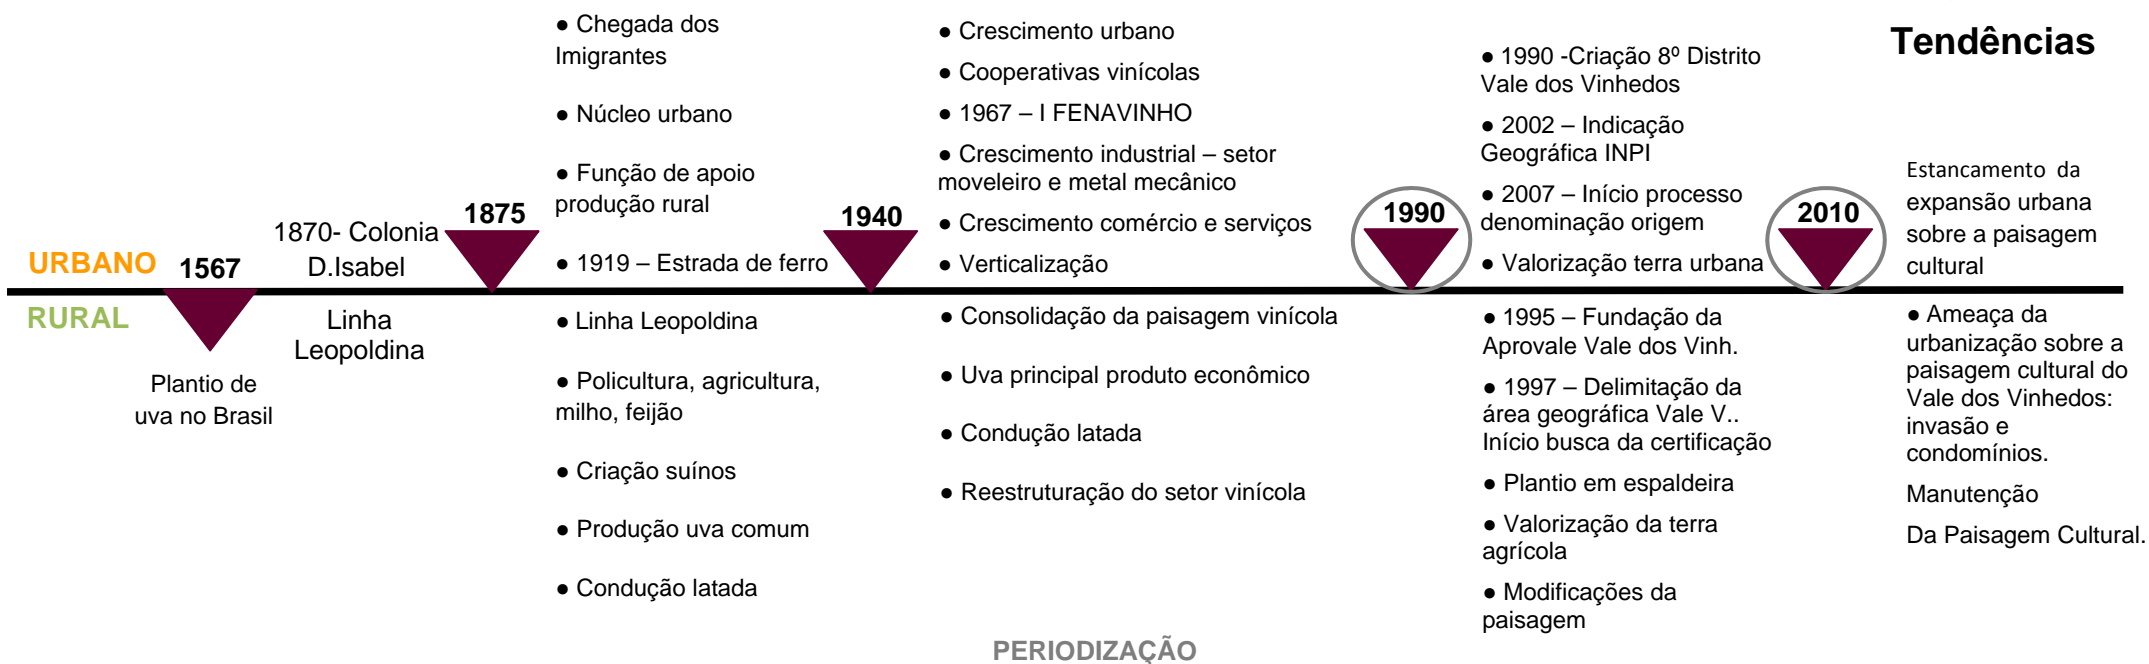 Tendências
URBANO
RURAL
1567
Plantio de
uva no Brasil
1870- Colonia
D.Isabel
Linha
Leopoldina
1875
● Chegada dos
Imigrantes
● Núcleo urbano
● Função de apoio
produção rural
● 1919 – Estrada de ferro
● Linha Leopoldina
● Policultura, agricultura,
milho, feijão
● Criação suínos
● Produção uva comum
● Condução latada
1940
● Crescimento urbano
● Cooperativas vinícolas
● 1967 – I FENAVINHO
● Crescimento industrial – setor
moveleiro e metal mecânico
● Crescimento comércio e serviços
● Verticalização
● Consolidação da paisagem vinícola
● Uva principal produto econômico
● Condução latada
● Reestruturação do setor vinícola
1990
● 1990 -Criação 8º Distrito
Vale dos Vinhedos
● 2002 – Indicação
Geográfica INPI
● 2007 – Início processo
denominação origem
● Valorização terra urbana
● 1995 – Fundação da
Aprovale Vale dos Vinh.
● 1997 – Delimitação da
área geográfica Vale V..
Início busca da certificação
● Plantio em espaldeira
● Valorização da terra
agrícola
● Modificações da
paisagem
2010
Estancamento da
expansão urbana
sobre a paisagem
cultural
● Ameaça da
urbanização sobre a
paisagem cultural do
Vale dos Vinhedos:
invasão e
condomínios.
Manutenção
Da Paisagem Cultural.
PERIODIZAÇÃO